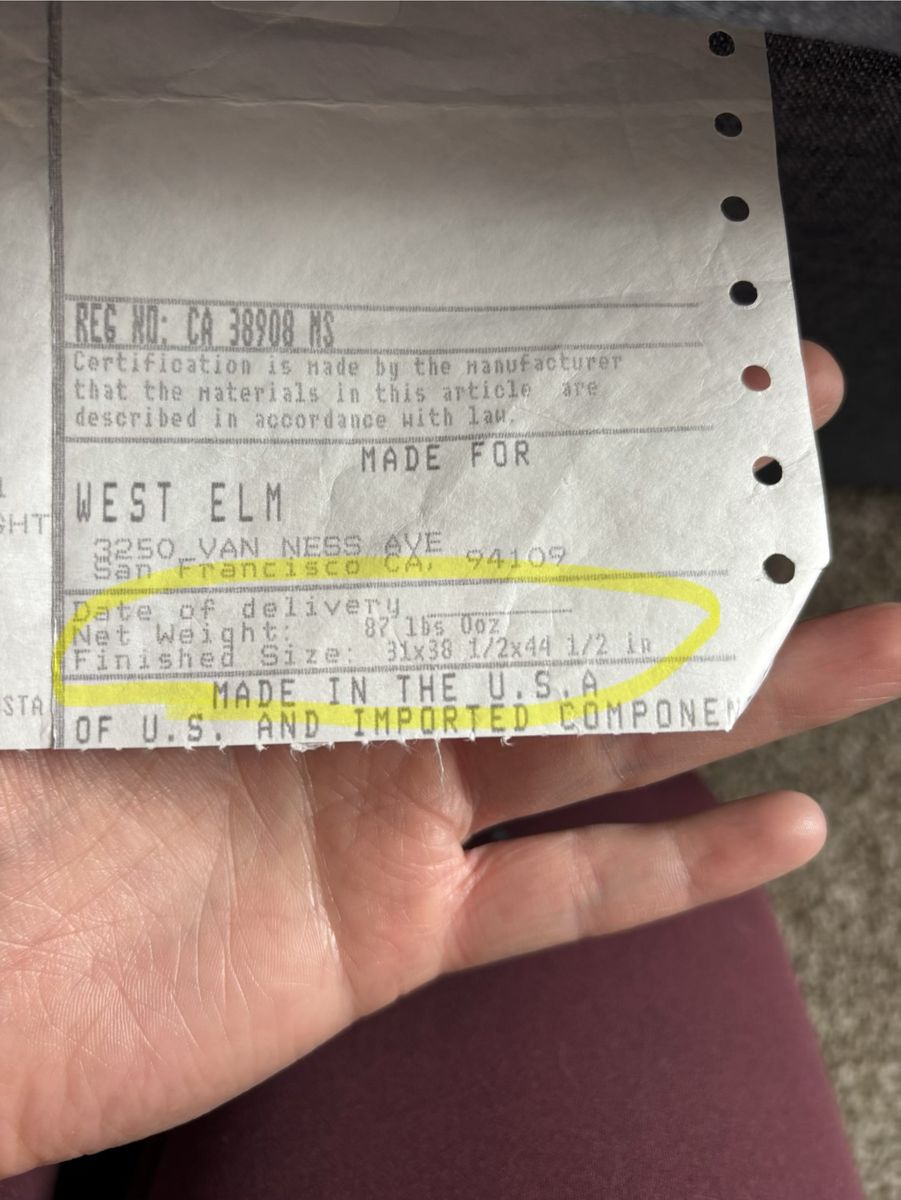 REG NO: CA 38908 MS
Certification is made by the manufacturer
that the materials in this article are
described in accordance with law.
MADE FOR
WEST ELM
GHT
3250 VAN NESS AVE
San Francisco CA, 94109
Date of delivery
Net Weight: 87 lbs 0oz
Finished Size: 31x38 1/2x44 1/2 in
MADE IN THE U.S.A
STA
OF U.S. AND IMPORTED COMPONEN